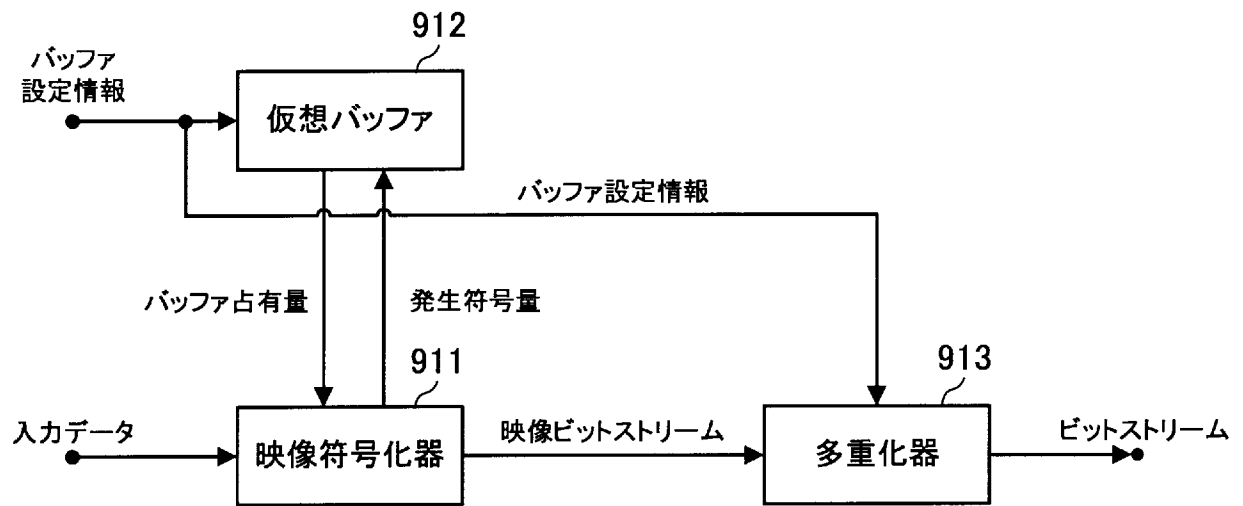 912
バッファ
設定情報
仮想バッファ
バッファ設定情報
バッファ占有量
発生符号量
911
913
入力データ
映像符号化器
映像ビットストリーム
多重化器
ビットストリーム